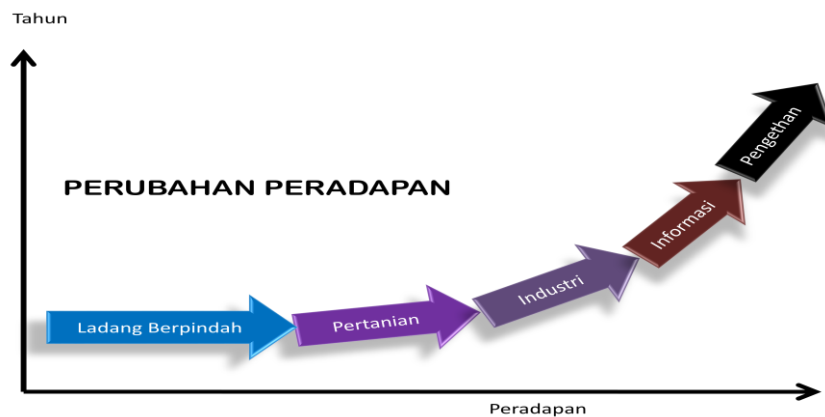 Tahun
PERUBAHAN PERADAPAN
Ladang Berpindah
Pertanian
Industri
Informasi
Pengethan
Peradapan